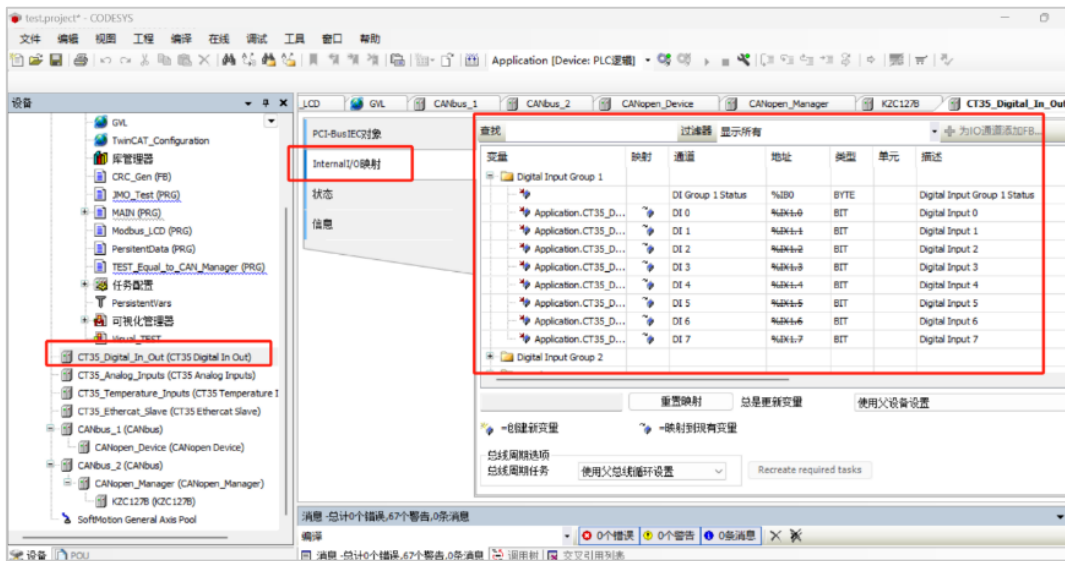 test.project* - CODESYS
文件 编辑 视图 工程 编译 在线 调试 工具 窗口 帮助
Application [Device: PLC逻辑]
设备
GVL
TwinCAT_Configuration
库管理器
CRC_Gen (FB)
JMO_Test (PRG)
MAIN (PRG)
Modbus_LCD (PRG)
PersitentData (PRG)
TEST_Equal_to_CAN_Manager (PRG)
任务配置
PersistentVars
可视化管理器
CT35_Digital_In_Out (CT35 Digital In Out)
CT35_Analog_Inputs (CT35 Analog Inputs)
CT35_Temperature_Inputs (CT35 Temperature I
CT35_Ethercat_Slave (CT35 Ethercat Slave)
CANbus_1 (CANbus)
CANopen_Device (CANopen Device)
CANbus_2 (CANbus)
CANopen_Manager (CANopen_Manager)
KZC127B (KZC127B)
SoftMotion General Axis Pool
设备 POU
_LCD GVL CANbus_1 CANbus_2 CANopen_Device CANopen_Manager KZC127B CT35_Digital_In_Out
PCI-BusIEC对象
InternalI/O映射
状态
信息
查找 过滤器 显示所有 为IO通道添加FB...
变量 映射 通道 地址 类型 单元 描述
Digital Input Group 1
DI Group 1 Status %IB0 BYTE Digital Input Group 1 Status
Application.CT35_D... DI 0 %IX1.0 BIT Digital Input 0
Application.CT35_D... DI 1 %IX1.1 BIT Digital Input 1
Application.CT35_D... DI 2 %IX1.2 BIT Digital Input 2
Application.CT35_D... DI 3 %IX1.3 BIT Digital Input 3
Application.CT35_D... DI 4 %IX1.4 BIT Digital Input 4
Application.CT35_D... DI 5 %IX1.5 BIT Digital Input 5
Application.CT35_D... DI 6 %IX1.6 BIT Digital Input 6
Application.CT35_D... DI 7 %IX1.7 BIT Digital Input 7
Digital Input Group 2
重置映射 总是更新变量 使用父设备设置
=创建新变量 =映射到现有变量
总线周期选项
总线周期任务 使用父总线循环设置 Recreate required tasks
消息 -总计0个错误,67个警告,0条消息
编译 0个错误 0个警告 0条消息
消息 -总计0个错误,67个警告,0条消息 调用树 交叉引用列表